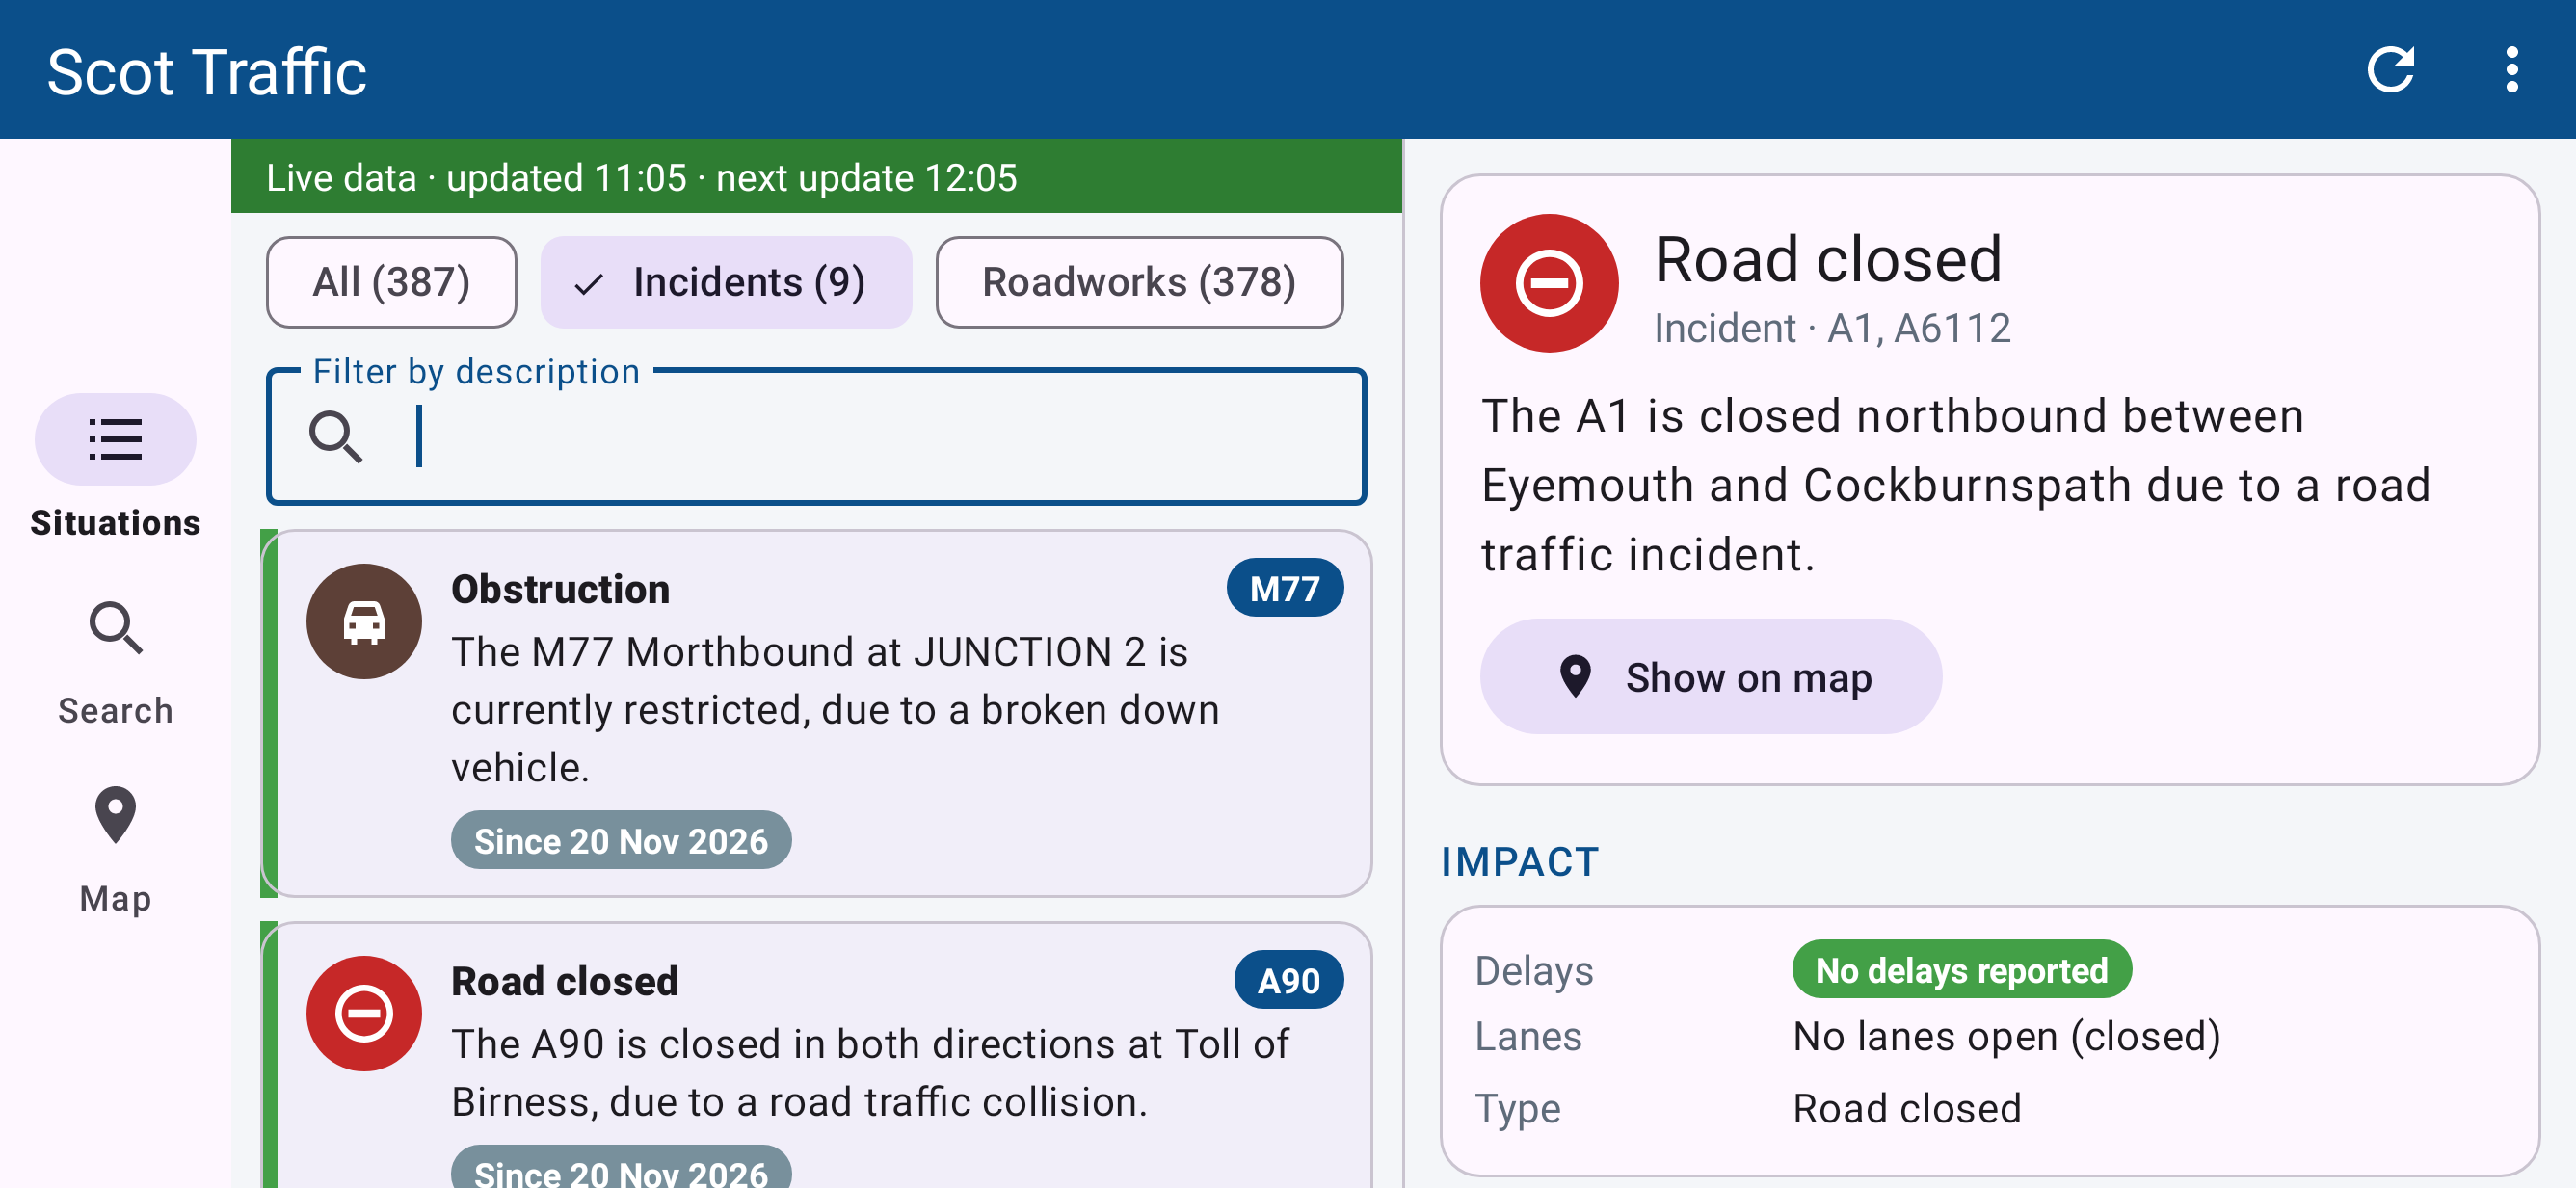 Scot Traffic
Live data · updated 11:05 · next update 12:05
All (387)
Incidents (9)
Roadworks (378)
Filter by description
Situations
Search
Map
Obstruction
M77
The M77 Morthbound at JUNCTION 2 is
currently restricted, due to a broken down
vehicle.
Since 20 Nov 2026
Road closed
A90
The A90 is closed in both directions at Toll of
Birness, due to a road traffic collision.
Since 20 Nov 2026
Road closed
Incident · A1, A6112
The A1 is closed northbound between
Eyemouth and Cockburnspath due to a road
traffic incident.
Show on map
IMPACT
Delays
No delays reported
Lanes
No lanes open (closed)
Type
Road closed